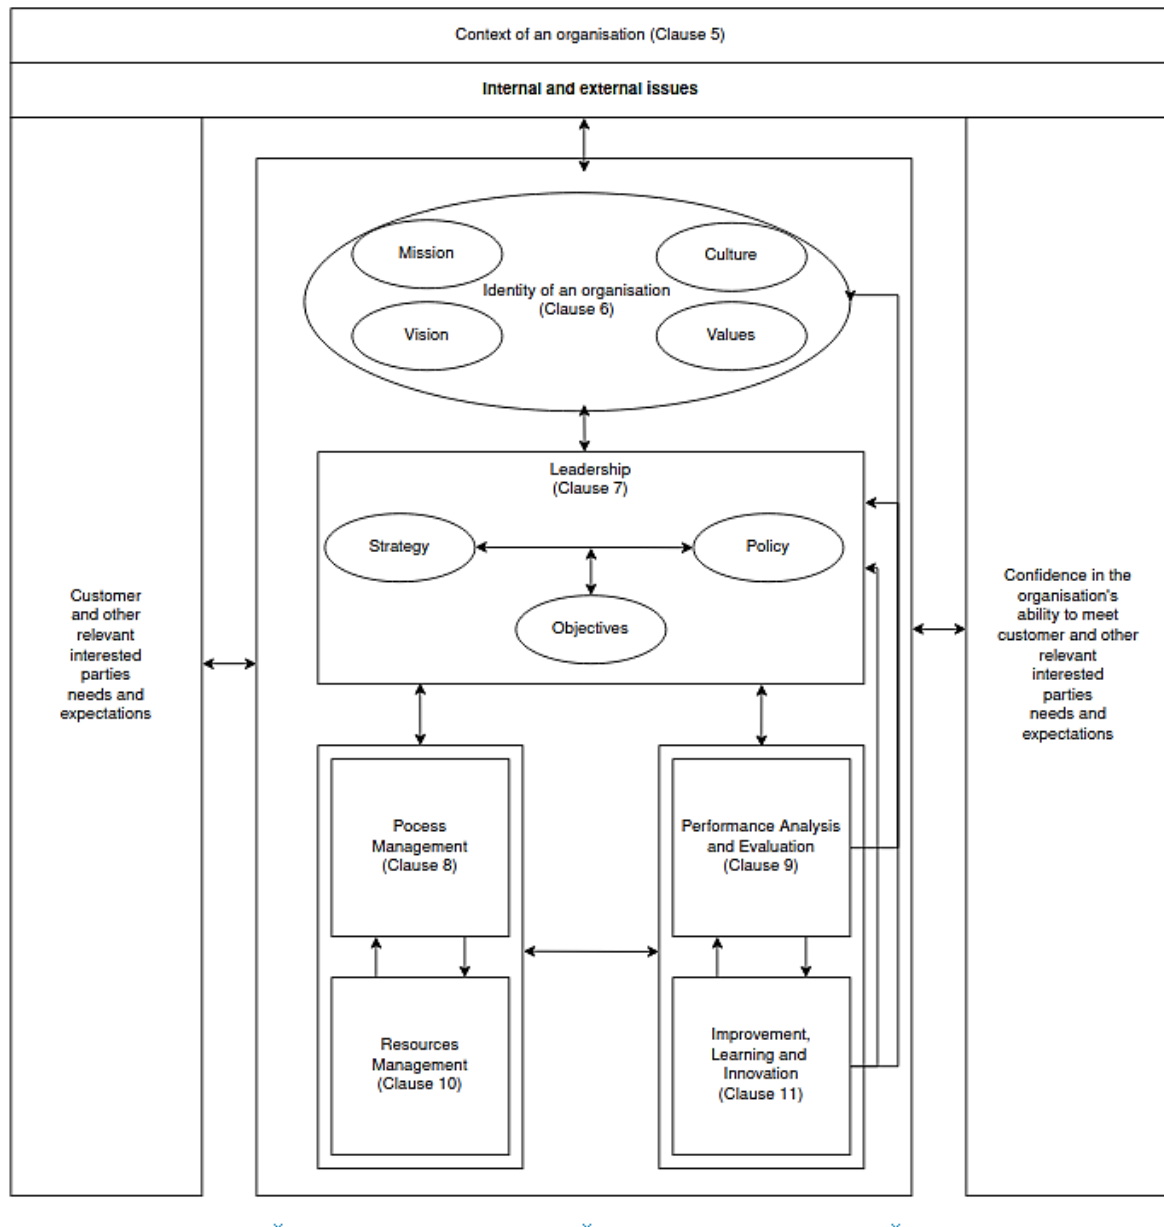 Context of an organisation (Clause 5)
Internal and external issues
Mission
Culture
Identity of an organisation
(Clause 6)
Vision
Values
Leadership
(Clause 7)
Strategy
Policy
Objectives
Customer
and other
relevant
interested
parties
needs and
expectations
Confidence in the
organisation's
ability to meet
customer and other
relevant
interested
parties
needs and
expectations
Pocess
Management
(Clause 8)
Performance Analysis
and Evaluation
(Clause 9)
Resources
Management
(Clause 10)
Improvement,
Learning and
Innovation
(Clause 11)